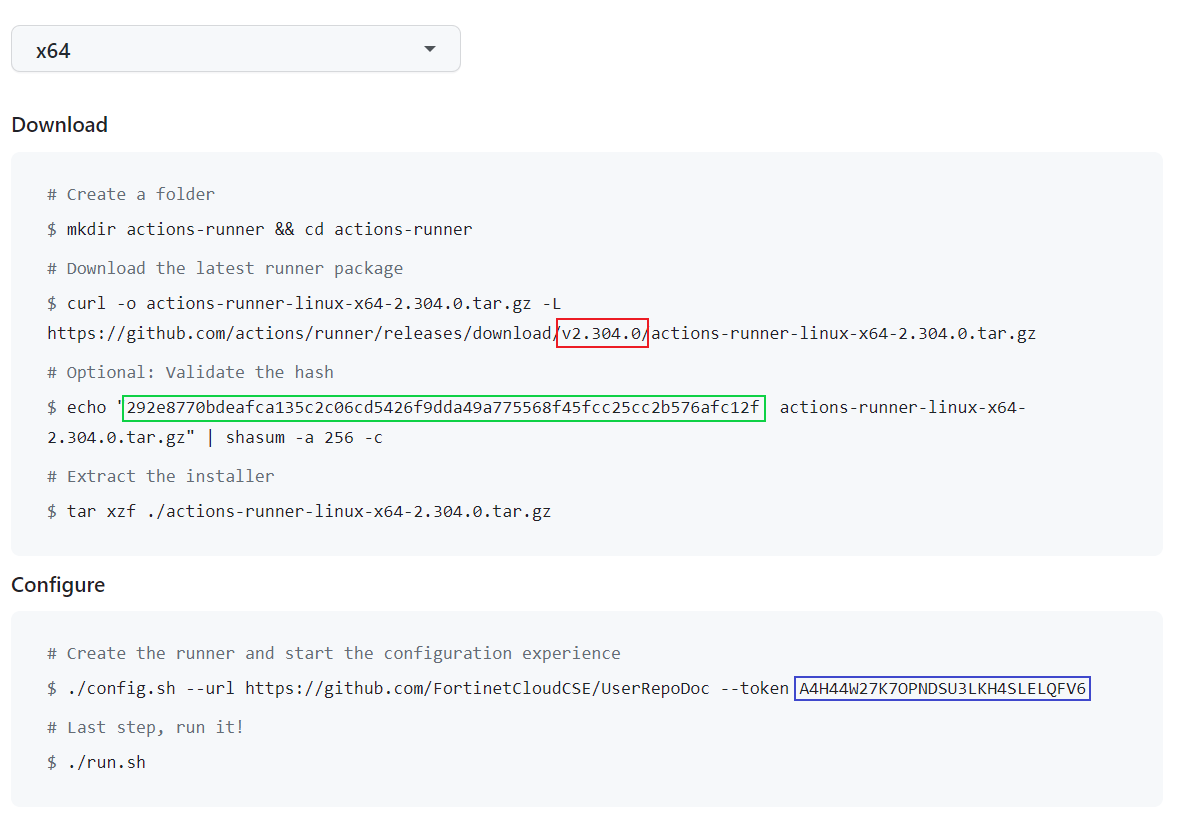 x64
Download
# Create a folder
$ mkdir actions-runner && cd actions-runner
# Download the latest runner package
$ curl -o actions-runner-linux-x64-2.304.0.tar.gz -L
https://github.com/actions/runner/releases/download/v2.304.0/actions-runner-linux-x64-2.304.0.tar.gz
# Optional: Validate the hash
$ echo "292e8770bdeafca135c2c06cd5426f9dda49a775568f45fcc25cc2b576afc12f  actions-runner-linux-x64-
2.304.0.tar.gz" | shasum -a 256 -c
# Extract the installer
$ tar xzf ./actions-runner-linux-x64-2.304.0.tar.gz
Configure
# Create the runner and start the configuration experience
$ ./config.sh --url https://github.com/FortinetCloudCSE/UserRepoDoc --token A4H44W27K7OPNDSU3LKH4SLELQFV6
# Last step, run it!
$ ./run.sh